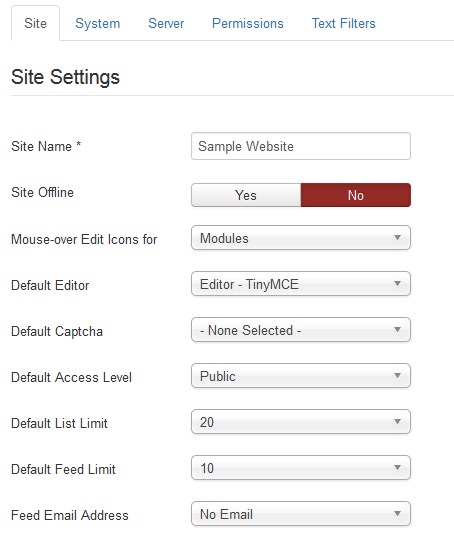 Site System Server Permissions Text Filters
Site Settings
Site Name * Sample Website
Site Offline Yes No
Mouse-over Edit Icons for Modules
Default Editor Editor - TinyMCE
Default Captcha - None Selected -
Default Access Level Public
Default List Limit 20
Default Feed Limit 10
Feed Email Address No Email